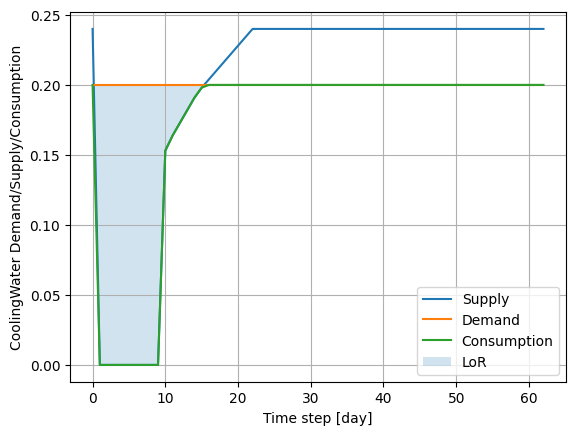 0.25
0.20
0.15
0.10
0.05
0.00
CoolingWater Demand/Supply/Consumption
0 10 20 30 40 50 60
Time step [day]
Supply
Demand
Consumption
LoR